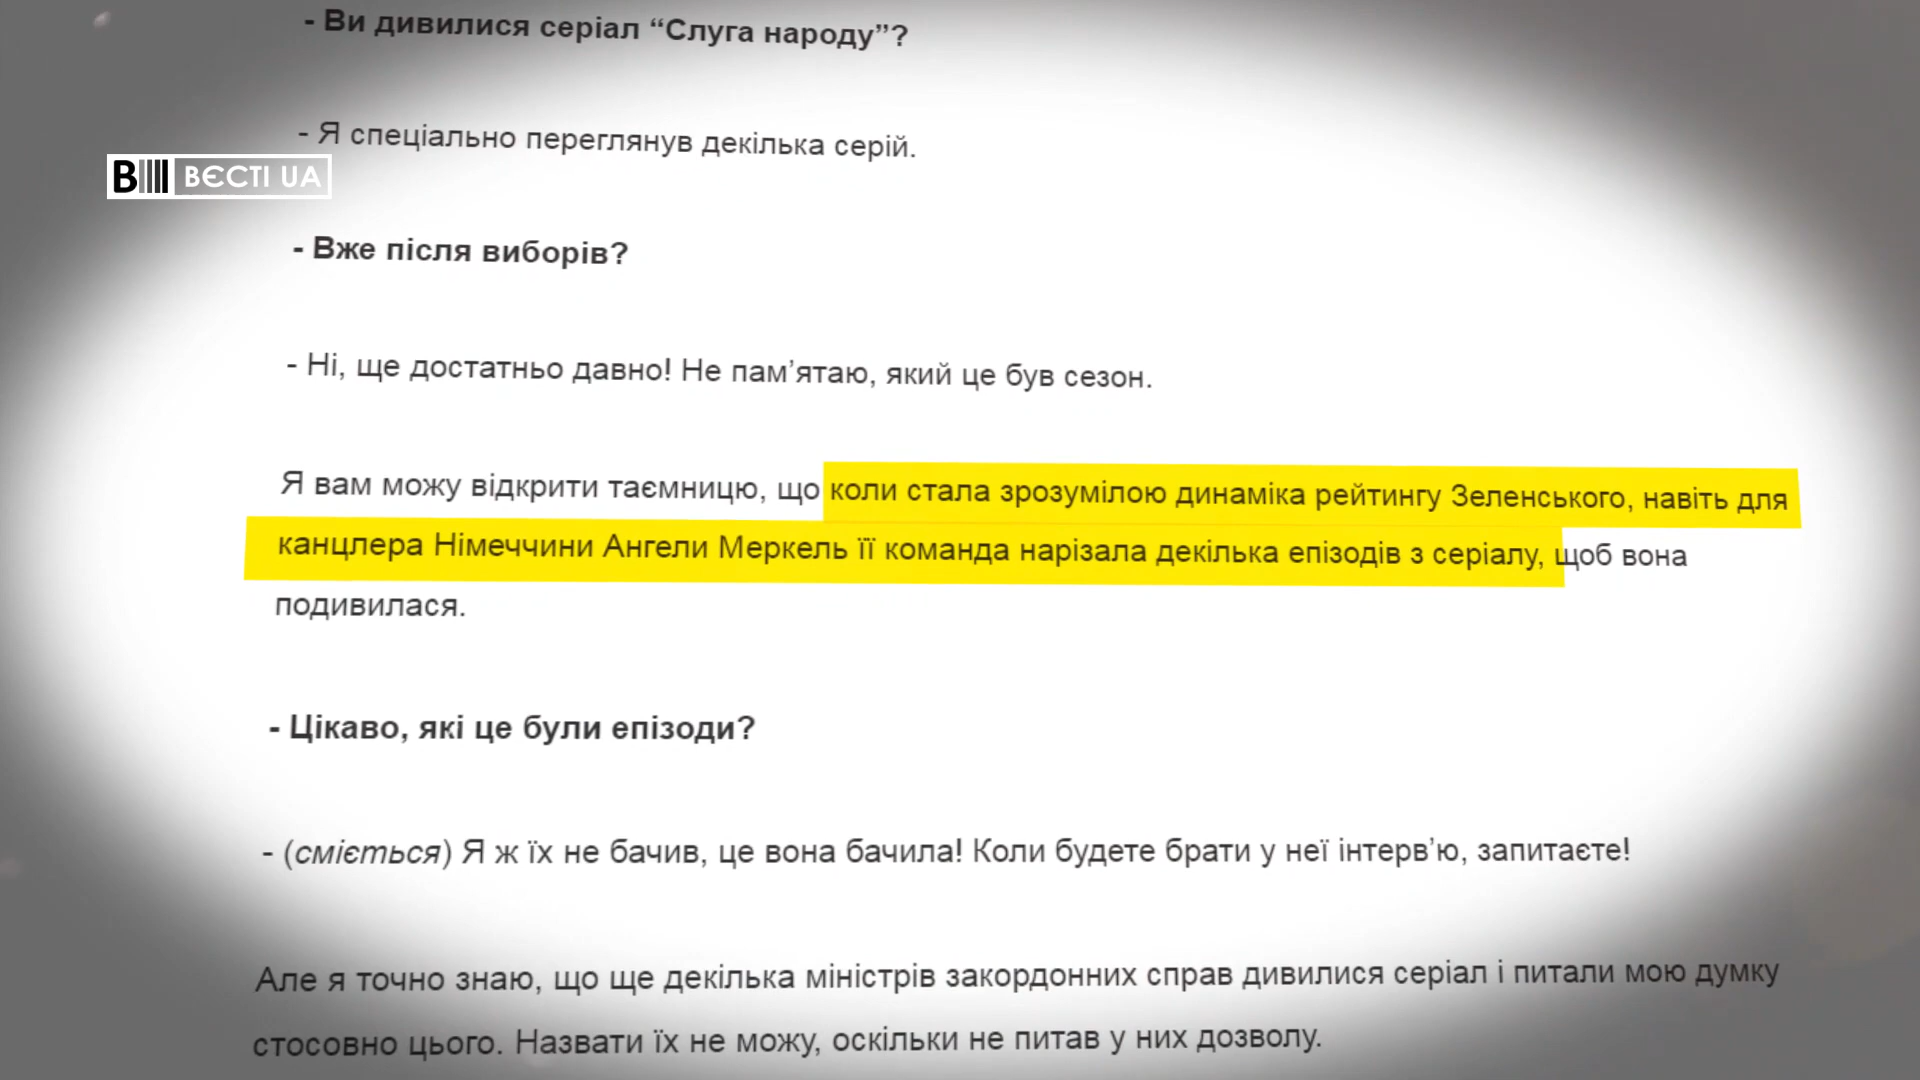 - Ви дивилися серіал “Слуга народу”?
- Я спеціально переглянув декілька серій.
В ВЄСТІ UA
- Вже після виборів?
- Ні, ще достатньо давно! Не пам’ятаю, який це був сезон.
Я вам можу відкрити таємницю, що коли стала зрозумілою динаміка рейтингу Зеленського, навіть для
канцлера Німеччини Ангели Меркель її команда нарізала декілька епізодів з серіалу, щоб вона
подивилася.
- Цікаво, які це були епізоди?
- (сміється) Я ж їх не бачив, це вона бачила! Коли будете брати у неї інтерв’ю, запитаєте!
Але я точно знаю, що ще декілька міністрів закордонних справ дивилися серіал і питали мою думку
стосовно цього. Назвати їх не можу, оскільки не питав у них дозволу.